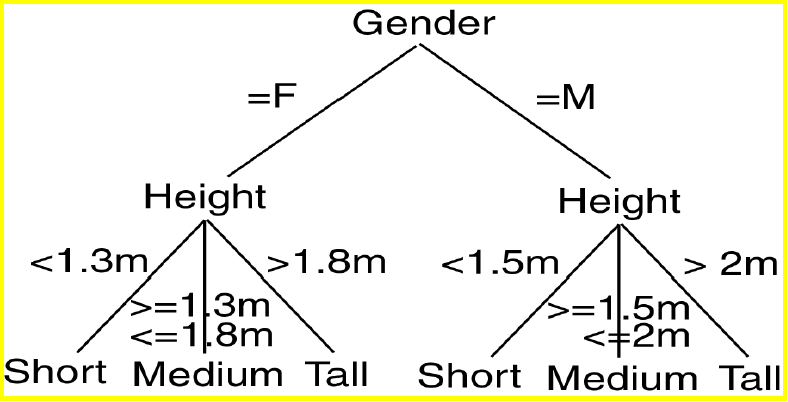 Gender
=F
=M
Height
Height
<1.3m
>1.8m
<1.5m
> 2m
>=1.3m
<=1.8m
>=1.5m
<=2m
Short
Medium
Tall
Short
Medium
Tall